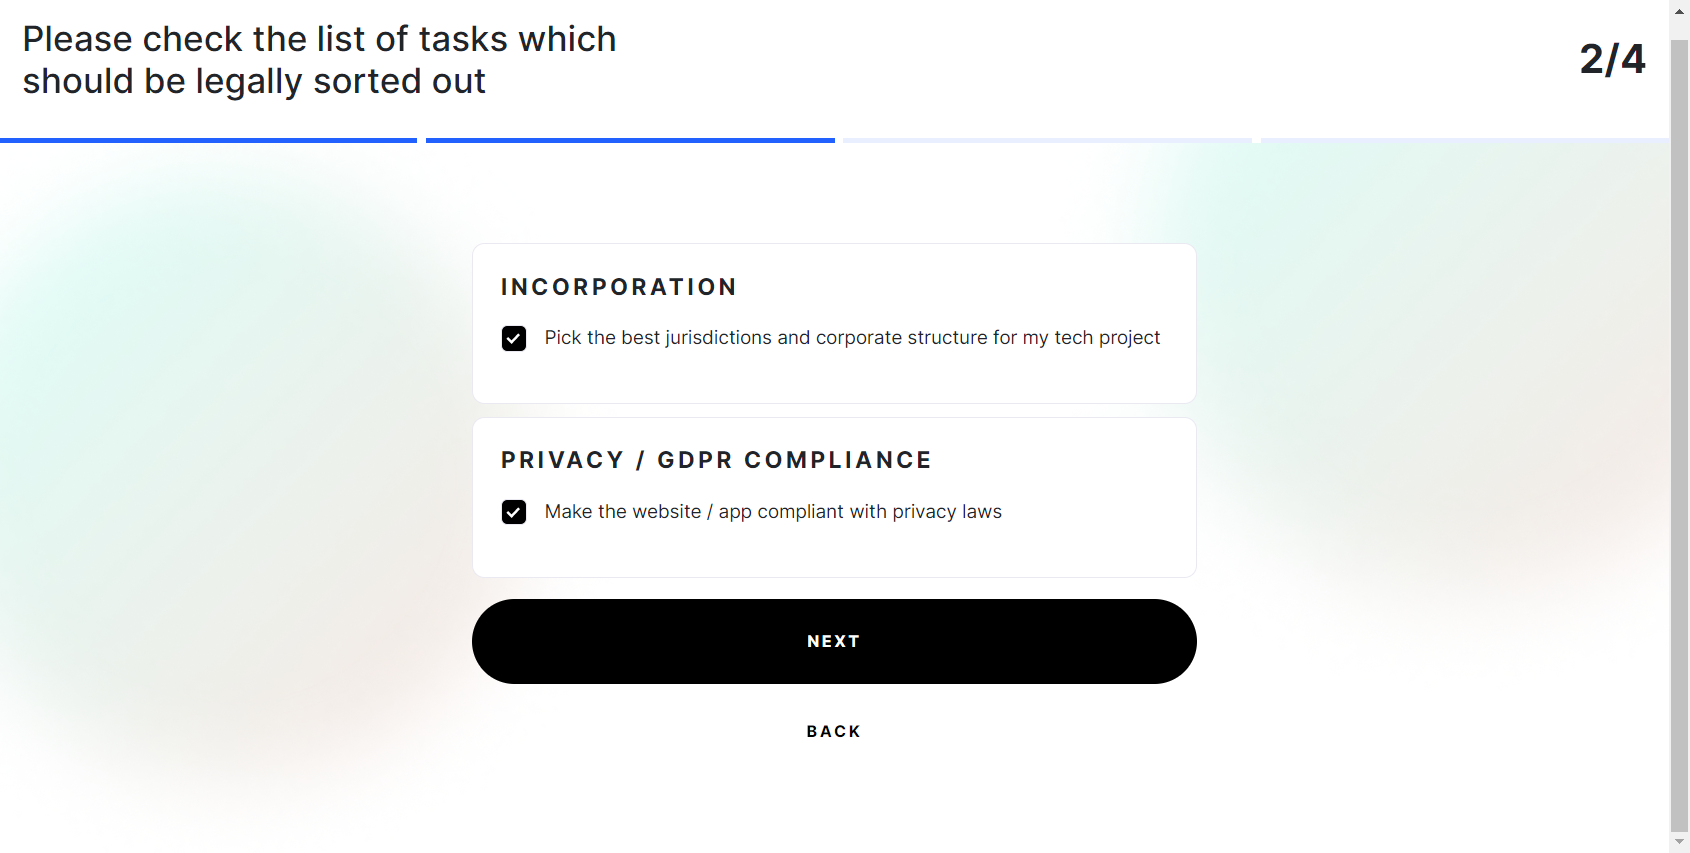 Please check the list of tasks which
should be legally sorted out
2/4
INCORPORATION
Pick the best jurisdictions and corporate structure for my tech project
PRIVACY / GDPR COMPLIANCE
Make the website / app compliant with privacy laws
NEXT
BACK